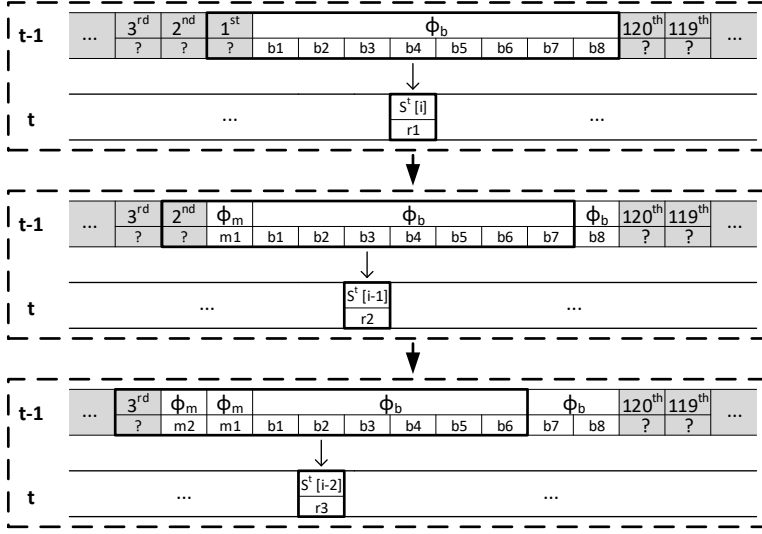 t-1 ... 3rd 2nd 1st ϕb 120th 119th ...
? ? ? b1 b2 b3 b4 b5 b6 b7 b8 ? ?
t ... St [i] ...
r1
t-1 ... 3rd 2nd ϕm ϕb ϕb 120th 119th ...
? ? m1 b1 b2 b3 b4 b5 b6 b7 b8 ? ?
t ... St [i-1] ...
r2
t-1 ... 3rd ϕm ϕm ϕb ϕb 120th 119th ...
? m2 m1 b1 b2 b3 b4 b5 b6 b7 b8 ? ?
t ... St [i-2] ...
r3